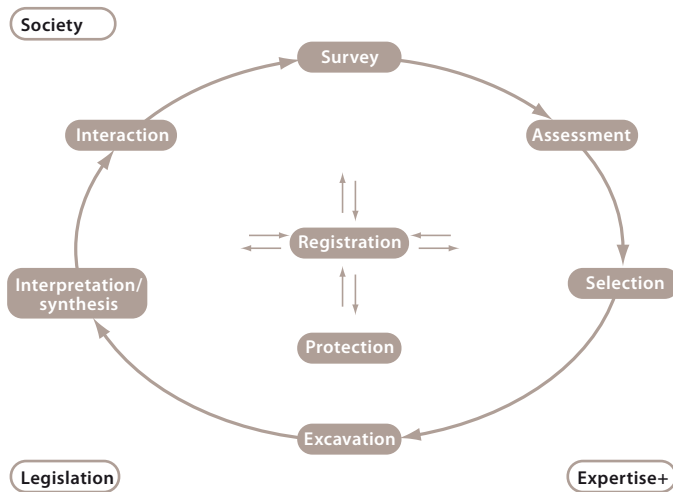 Society
Survey
Interaction
Assessment
Registration
Interpretation/
synthesis
Selection
Protection
Excavation
Legislation
Expertise+